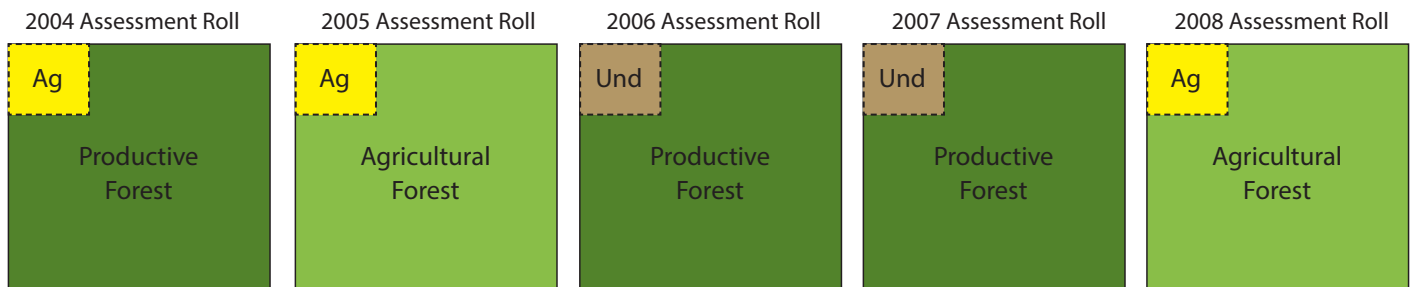 2004 Assessment Roll
2005 Assessment Roll
2006 Assessment Roll
2007 Assessment Roll
2008 Assessment Roll
Ag
Productive
Forest
Ag
Agricultural
Forest
Und
Productive
Forest
Und
Productive
Forest
Ag
Agricultural
Forest